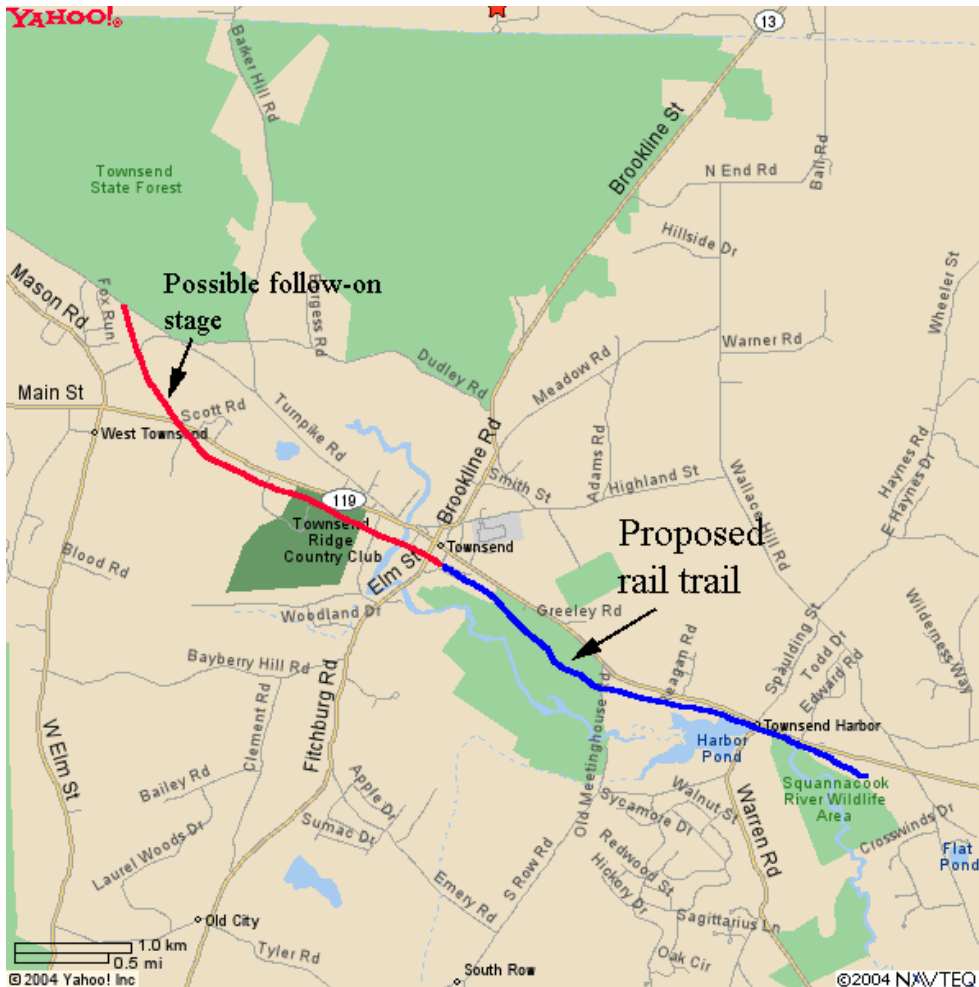 YAHOO!®
13
Barker Hill Rd
Brookline St
Ball Rd
N End Rd
Townsend
State Forest
Hillside Dr
Wheeler St
Mason Rd
Fox Run
Possible follow-on
stage
Burgess Rd
Warner Rd
Dudley Rd
Meadow Rd
Main St
Scott Rd
Turnpike Rd
West Townsend
Brookline Rd
Smith St
Adams Rd
Highland St
Wallace Hill Rd
Haynes Rd
E Haynes Dr
119
Townsend
Ridge
Country Club
Townsend
Proposed
rail trail
Blood Rd
Elm St
Woodland Dr
Greeley Rd
Bayberry Hill Rd
eagan Rd
Spaulding St
Todd Dr
Edward Rd
Wilderness Way
W Elm St
Clement Rd
Fitchburg Rd
Old Meetinghouse Rd
Townsend Harbor
Harbor
Pond
Bailey Rd
Apple Dr
Sumac Dr
Sycamore Dr
Walnut St
Warren Rd
Squannacook
River Wildlife
Area
Crosswinds Dr
Flat
Pond
Laurel Woods Dr
Redwood St
Hickory Dr
S Row Rd
Emery Rd
Sagittarius Ln
Old City
Oak Cir
Tyler Rd
South Row
1.0 km
0.5 mi
©2004 Yahoo! Inc
©2004 NAVTEQ